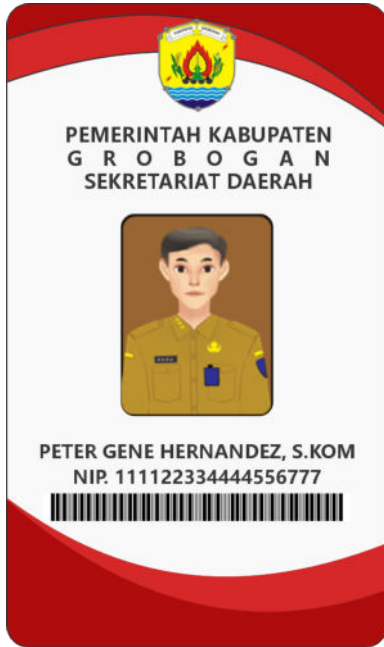 PEMERINTAH KABUPATEN
G R O B O G A N
SEKRETARIAT DAERAH
PETER GENE HERNANDEZ, S.KOM
NIP. 111122334444556777